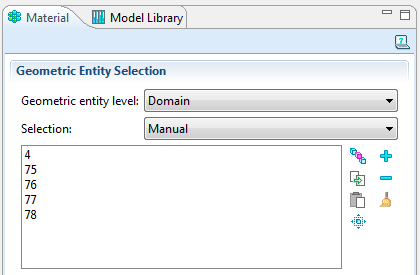 Material Model Library
Geometric Entity Selection
Geometric entity level: Domain
Selection: Manual
4
75
76
77
78